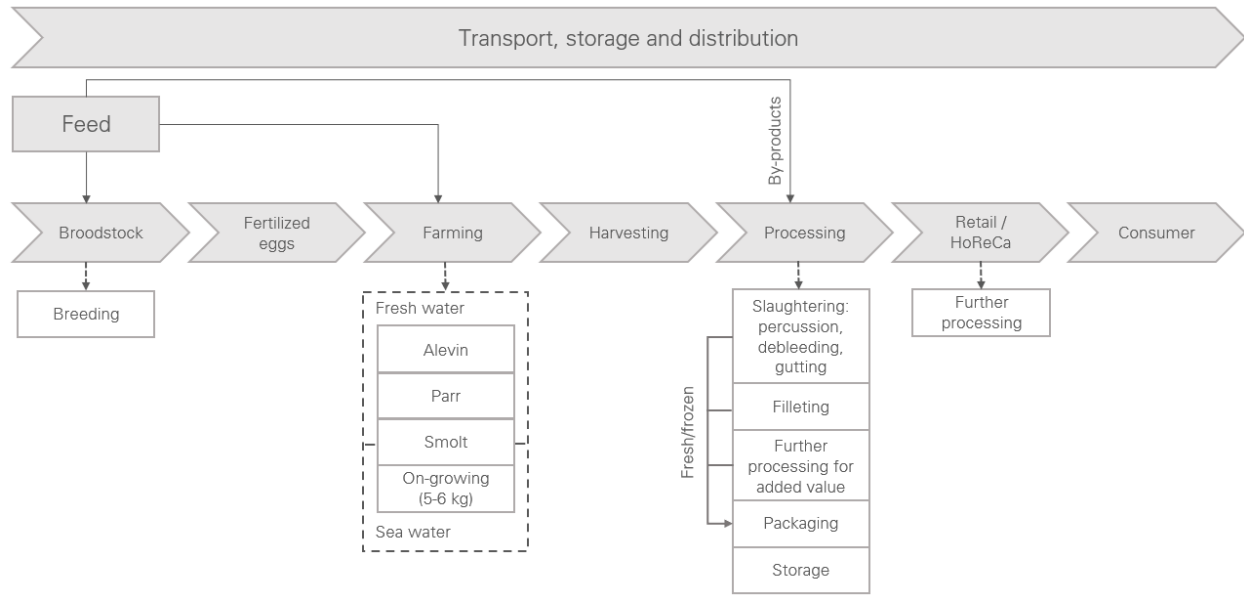 Transport, storage and distribution
Feed
By-products
Broodstock
Fertilized
eggs
Farming
Harvesting
Processing
Retail /
HoReCa
Consumer
Breeding
Fresh water
Alevin
Parr
Smolt
On-growing
(5-6 kg)
Sea water
Fresh/frozen
Slaughtering:
percussion,
debleeding,
gutting
Filleting
Further
processing for
added value
Packaging
Storage
Further
processing